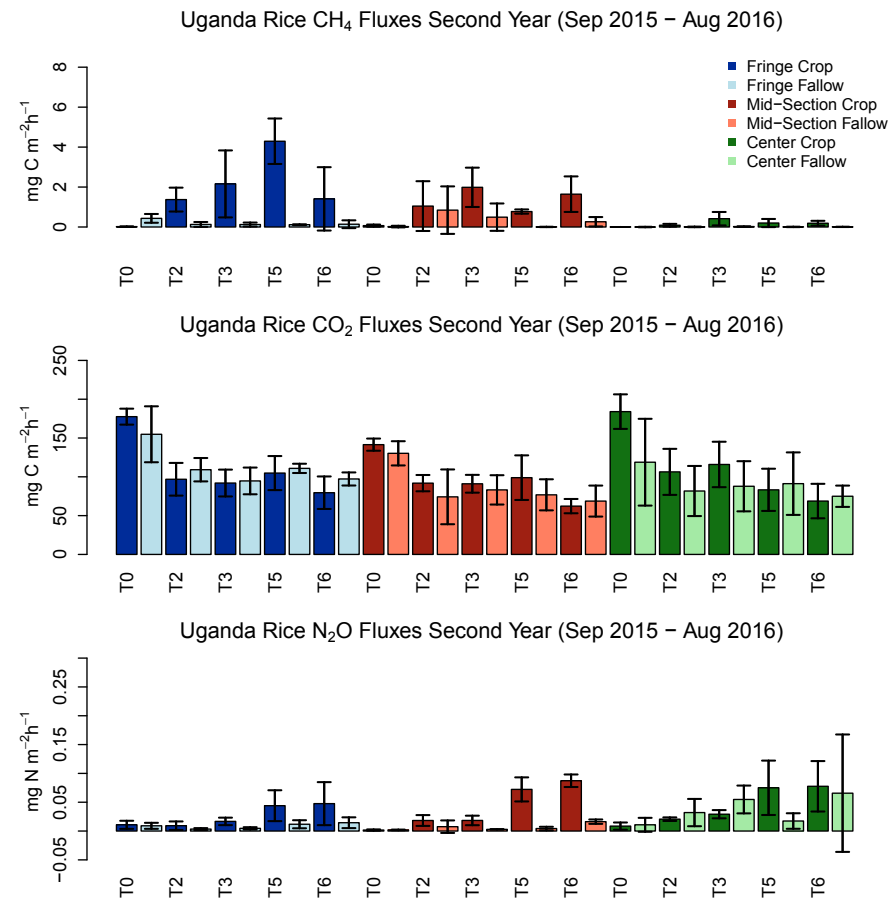 Uganda Rice CH₄ Fluxes Second Year (Sep 2015 − Aug 2016)
mg C m⁻²h⁻¹
8
6
4
2
0
Fringe Crop
Fringe Fallow
Mid−Section Crop
Mid−Section Fallow
Center Crop
Center Fallow
T0 T2 T3 T5 T6 T0 T2 T3 T5 T6 T0 T2 T3 T5 T6
Uganda Rice CO₂ Fluxes Second Year (Sep 2015 − Aug 2016)
mg C m⁻²h⁻¹
250
150
50
0
T0 T2 T3 T5 T6 T0 T2 T3 T5 T6 T0 T2 T3 T5 T6
Uganda Rice N₂O Fluxes Second Year (Sep 2015 − Aug 2016)
mg N m⁻²h⁻¹
0.25
0.15
0.05
−0.05
T0 T2 T3 T5 T6 T0 T2 T3 T5 T6 T0 T2 T3 T5 T6